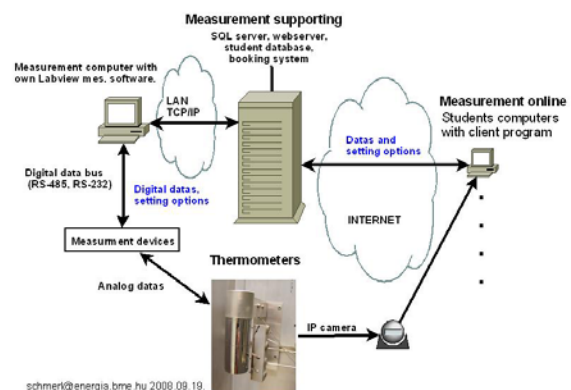 Measurement supporting
SQL server, webserver,
student database,
booking system
Measurement computer with
own Labview mes. software.
LAN
TCP/IP
Measurement online
Students computers
with client program
Datas and
setting options
Digital data bus
(RS-485, RS-232)
Digital datas,
setting options
INTERNET
Measurment devices
Thermometers
Analog datas
IP camera
schmerl@energia.bme.hu 2008.09.19.